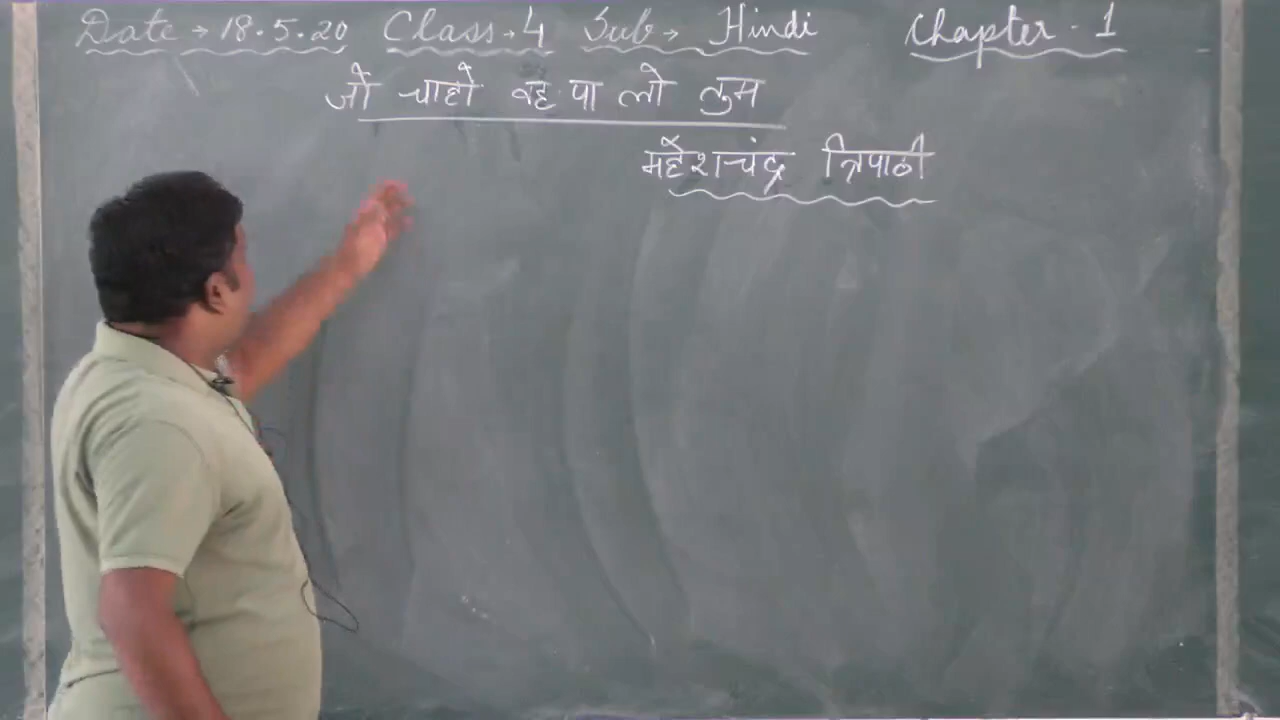 Date → 18.5.20 Class → 4 Sub → Hindi Chapter - 1
जो चाहो वह पा लो तुम
महेशचंद्र त्रिपाठी